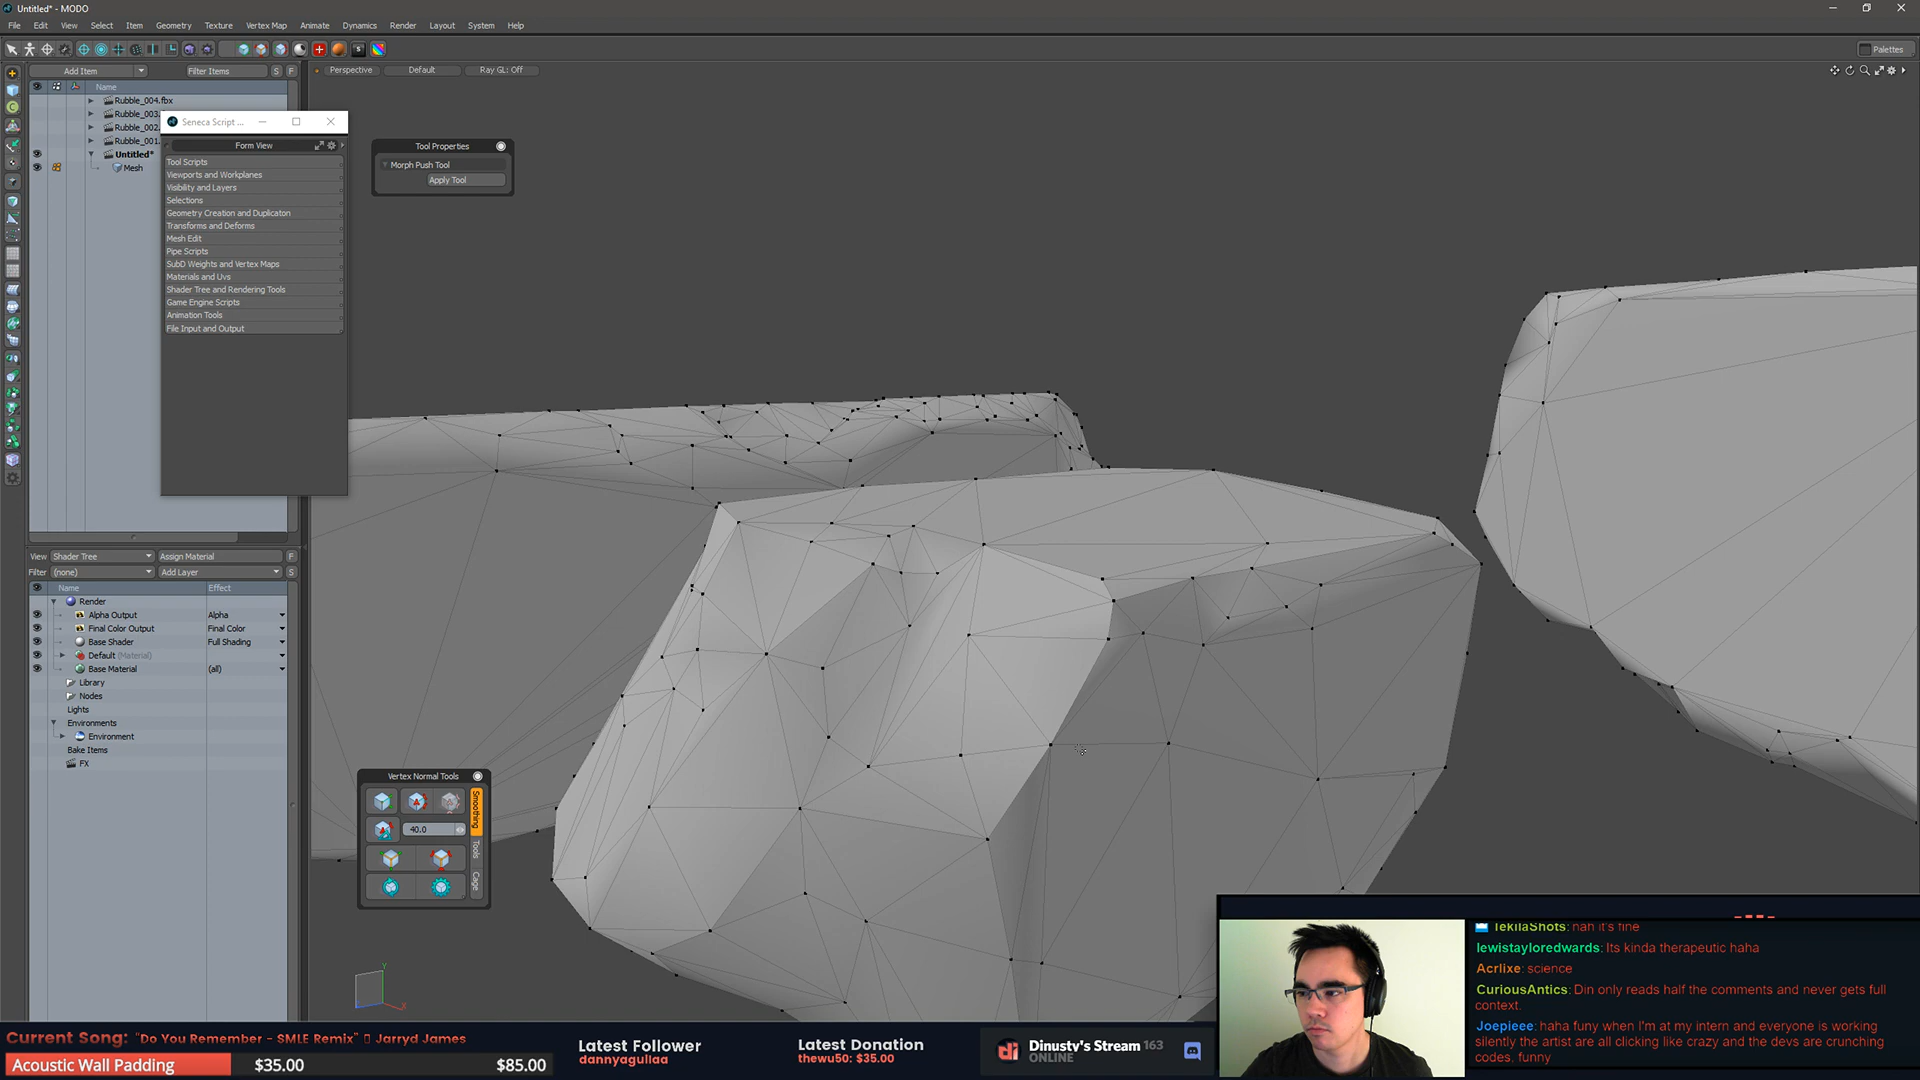 Untitled* - MODO
File Edit View Select Item Geometry Texture Vertex Map Animate Dynamics Render Layout System Help
Palettes
Add Item
Filter Items
S
F
Perspective
Default
Ray GL: Off
Name
Rubble_004.fbx
Rubble_003.
Rubble_002.
Rubble_001.
Untitled*
Mesh
Seneca Script ...
Form View
Tool Scripts
Viewports and Workplanes
Visibility and Layers
Selections
Geometry Creation and Duplicaton
Transforms and Deforms
Mesh Edit
Pipe Scripts
SubD Weights and Vertex Maps
Materials and Uvs
Shader Tree and Rendering Tools
Game Engine Scripts
Animation Tools
File Input and Output
Tool Properties
Morph Push Tool
Apply Tool
View Shader Tree Assign Material F
Filter (none) Add Layer S
Name Effect
Render
Alpha Output Alpha
Final Color Output Final Color
Base Shader Full Shading
Default (Material)
Base Material (all)
Library
Nodes
Lights
Environments
Environment
Bake Items
FX
Vertex Normal Tools
40.0
Smoothing
Tools
Cage
Y
X
TekilaShots: nah it's fine
lewistayloredwards: Its kinda therapeutic haha
Acrlixe: science
CuriousAntics: Din only reads half the comments and never gets full
context.
Joepieee: haha funy when I'm at my intern and everyone is working
silently the artist are all clicking like crazy and the devs are crunching
codes, funny
Current Song: "Do You Remember - SMLE Remix" Jarryd James
Acoustic Wall Padding $35.00 $85.00
Latest Follower
dannyaguliaa
Latest Donation
thewu50: $35.00
Dinusty's Stream 163
ONLINE